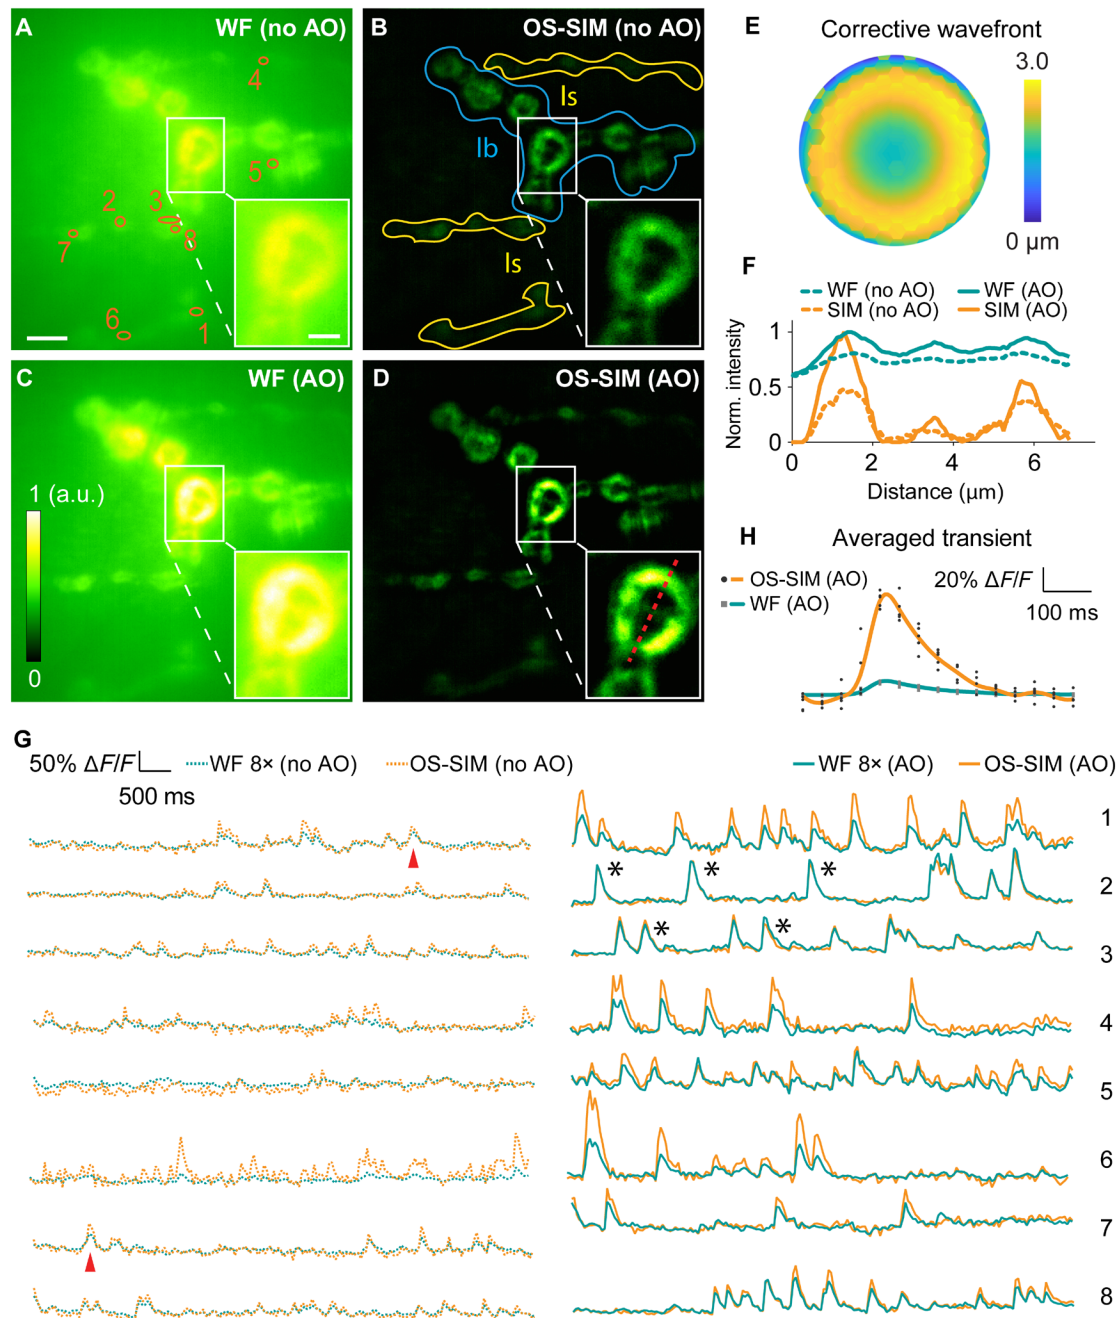 A WF (no AO)
4
5
2
3
7
8
6
1
B OS-SIM (no AO)
Is
Ib
Is
C WF (AO)
1 (a.u.)
0
D OS-SIM (AO)
E Corrective wavefront
3.0
0 µm
F
WF (no AO) WF (AO)
SIM (no AO) SIM (AO)
Norm. intensity
1
0.5
0
0 2 4 6
Distance (µm)
H Averaged transient
OS-SIM (AO)
WF (AO)
20% ΔF/F
100 ms
G
50% ΔF/F
500 ms
WF 8× (no AO) OS-SIM (no AO)
WF 8× (AO) OS-SIM (AO)
1
* * *
2
* *
3
4
5
6
7
8